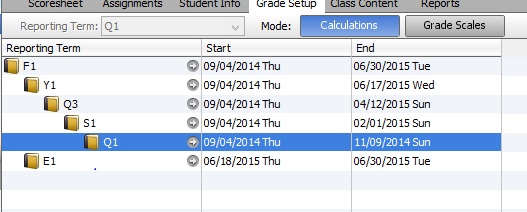 Scoresheet Assignments Student Info Grade Setup Class Content Reports
Reporting Term: Q1 Mode: Calculations Grade Scales
Reporting Term Start End
F1 09/04/2014 Thu 06/30/2015 Tue
Y1 09/04/2014 Thu 06/17/2015 Wed
Q3 09/04/2014 Thu 04/12/2015 Sun
S1 09/04/2014 Thu 02/01/2015 Sun
Q1 09/04/2014 Thu 11/09/2014 Sun
E1 06/18/2015 Thu 06/30/2015 Tue